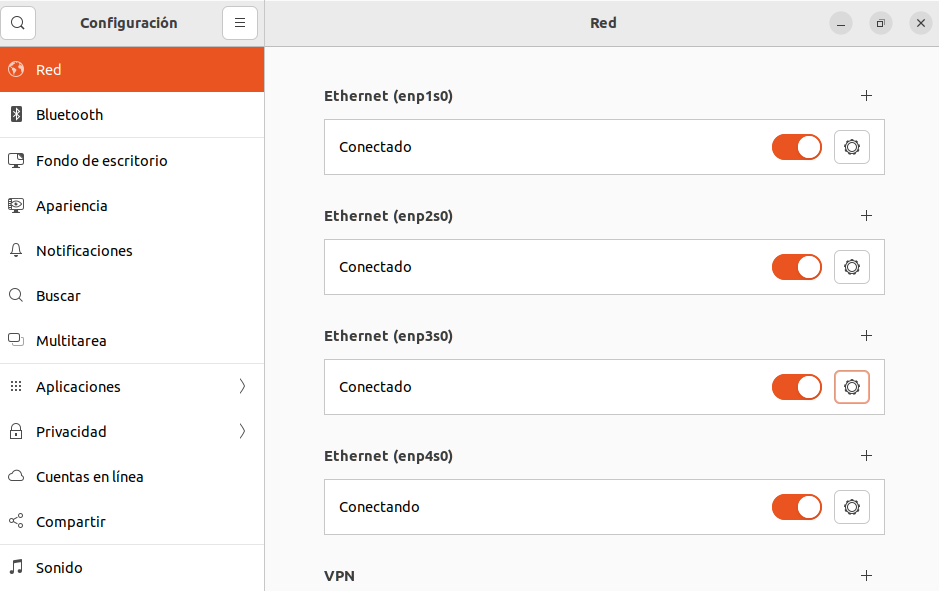 Configuración
Red
Red
Bluetooth
Fondo de escritorio
Apariencia
Notificaciones
Buscar
Multitarea
Aplicaciones
Privacidad
Cuentas en línea
Compartir
Sonido
Ethernet (enp1s0)
Conectado
Ethernet (enp2s0)
Conectado
Ethernet (enp3s0)
Conectado
Ethernet (enp4s0)
Conectando
VPN